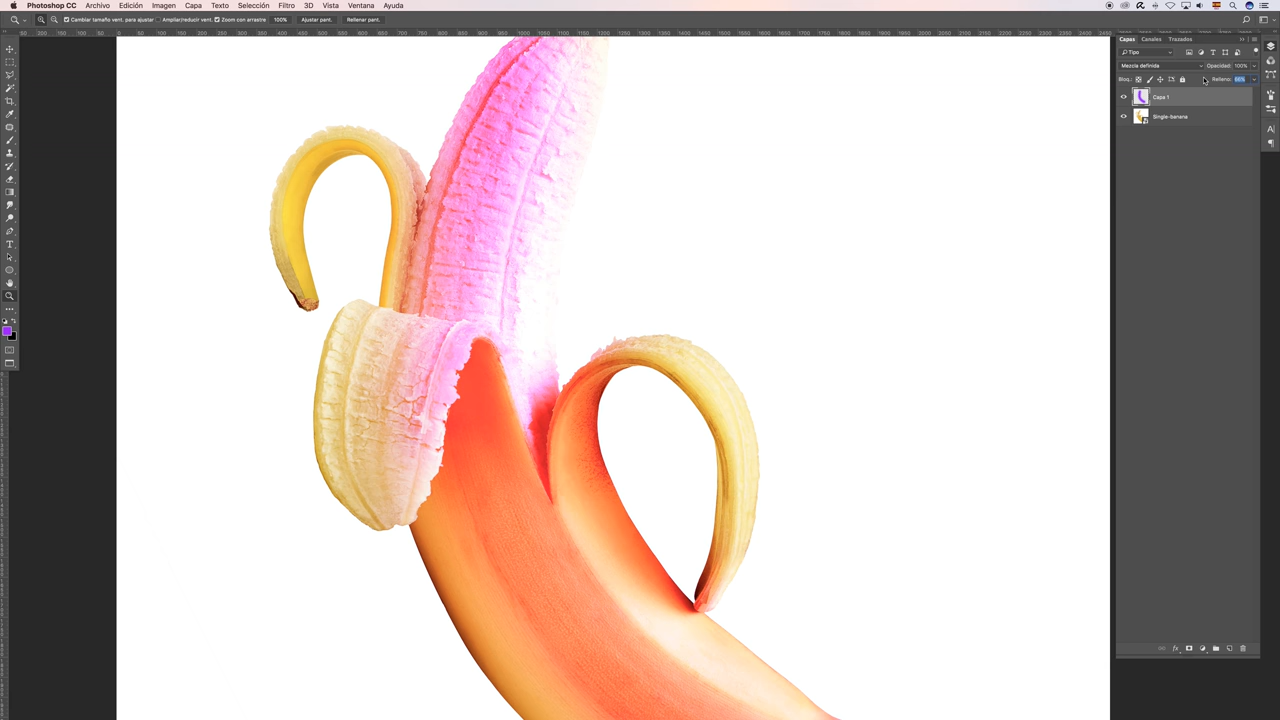 Photoshop CC Archivo Edición Imagen Capa Texto Selección Filtro 3D Vista Ventana Ayuda
Cambiar tamaño vent. para ajustar Ampliar/reducir vent. Zoom con arrastre 100% Ajustar pant. Rellenar pant.
Capas Canales Trazados
Tipo
Mezcla definida Opacidad: 100%
Bloq.: Relleno: 66%
Capa 1
Single-banana